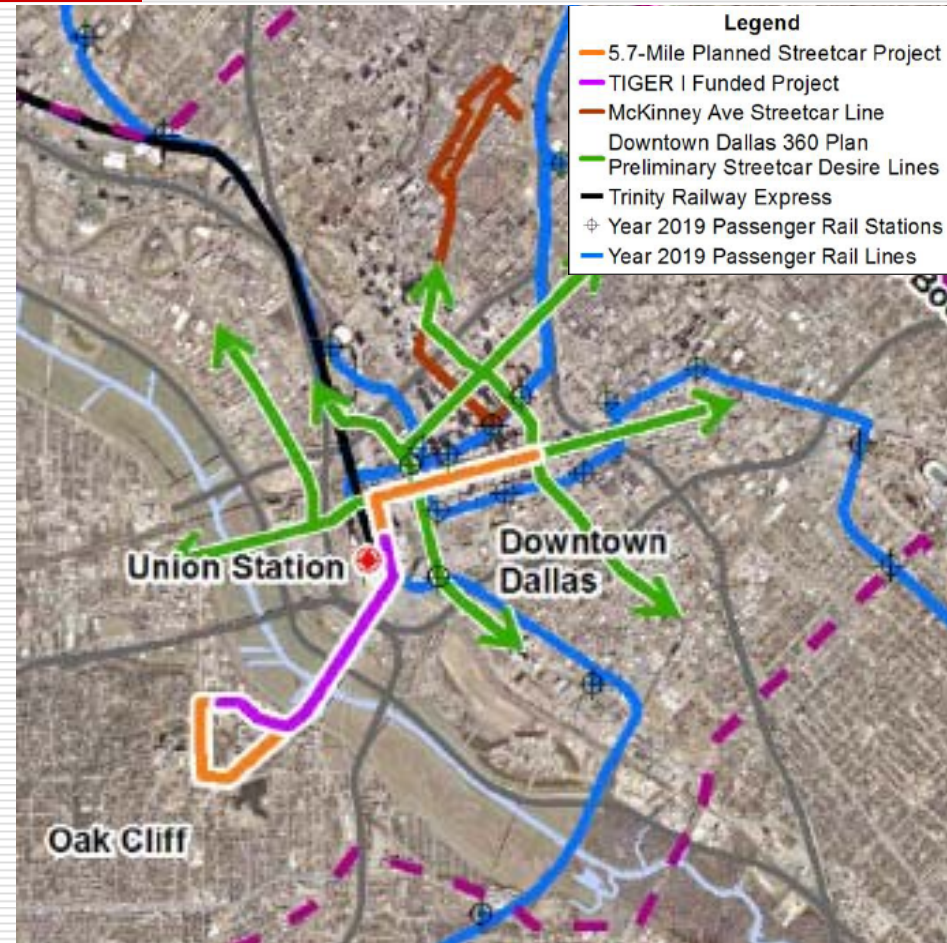 Legend
5.7-Mile Planned Streetcar Project
TIGER I Funded Project
McKinney Ave Streetcar Line
Downtown Dallas 360 Plan
Preliminary Streetcar Desire Lines
Trinity Railway Express
Year 2019 Passenger Rail Stations
Year 2019 Passenger Rail Lines
Union Station
Downtown
Dallas
Oak Cliff